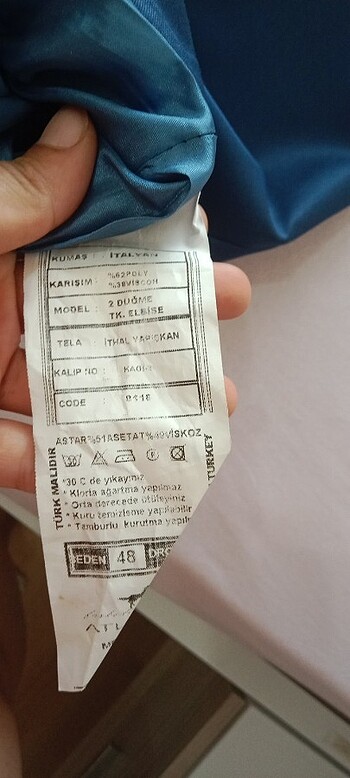 KUMAŞ : İTALYAN
KARIŞIM : %62POLY
%38VİSCON
MODEL : 2 DÜĞME
TK. ELBİSE
TELA : İTHAL YAPIŞKAN
KALIP NO :
CODE :
ASTAR%51ASETAT%49VİSKOZ
*30 C de yıkayınız
* Klorla ağartma yapılmaz
* Orta derecede ütüleyiniz
* Kuru temizleme yapılabilir
* Tamburlu kurutma yapılı
BEDEN 48 DRO
TÜRK MALIDIR
TURKEY